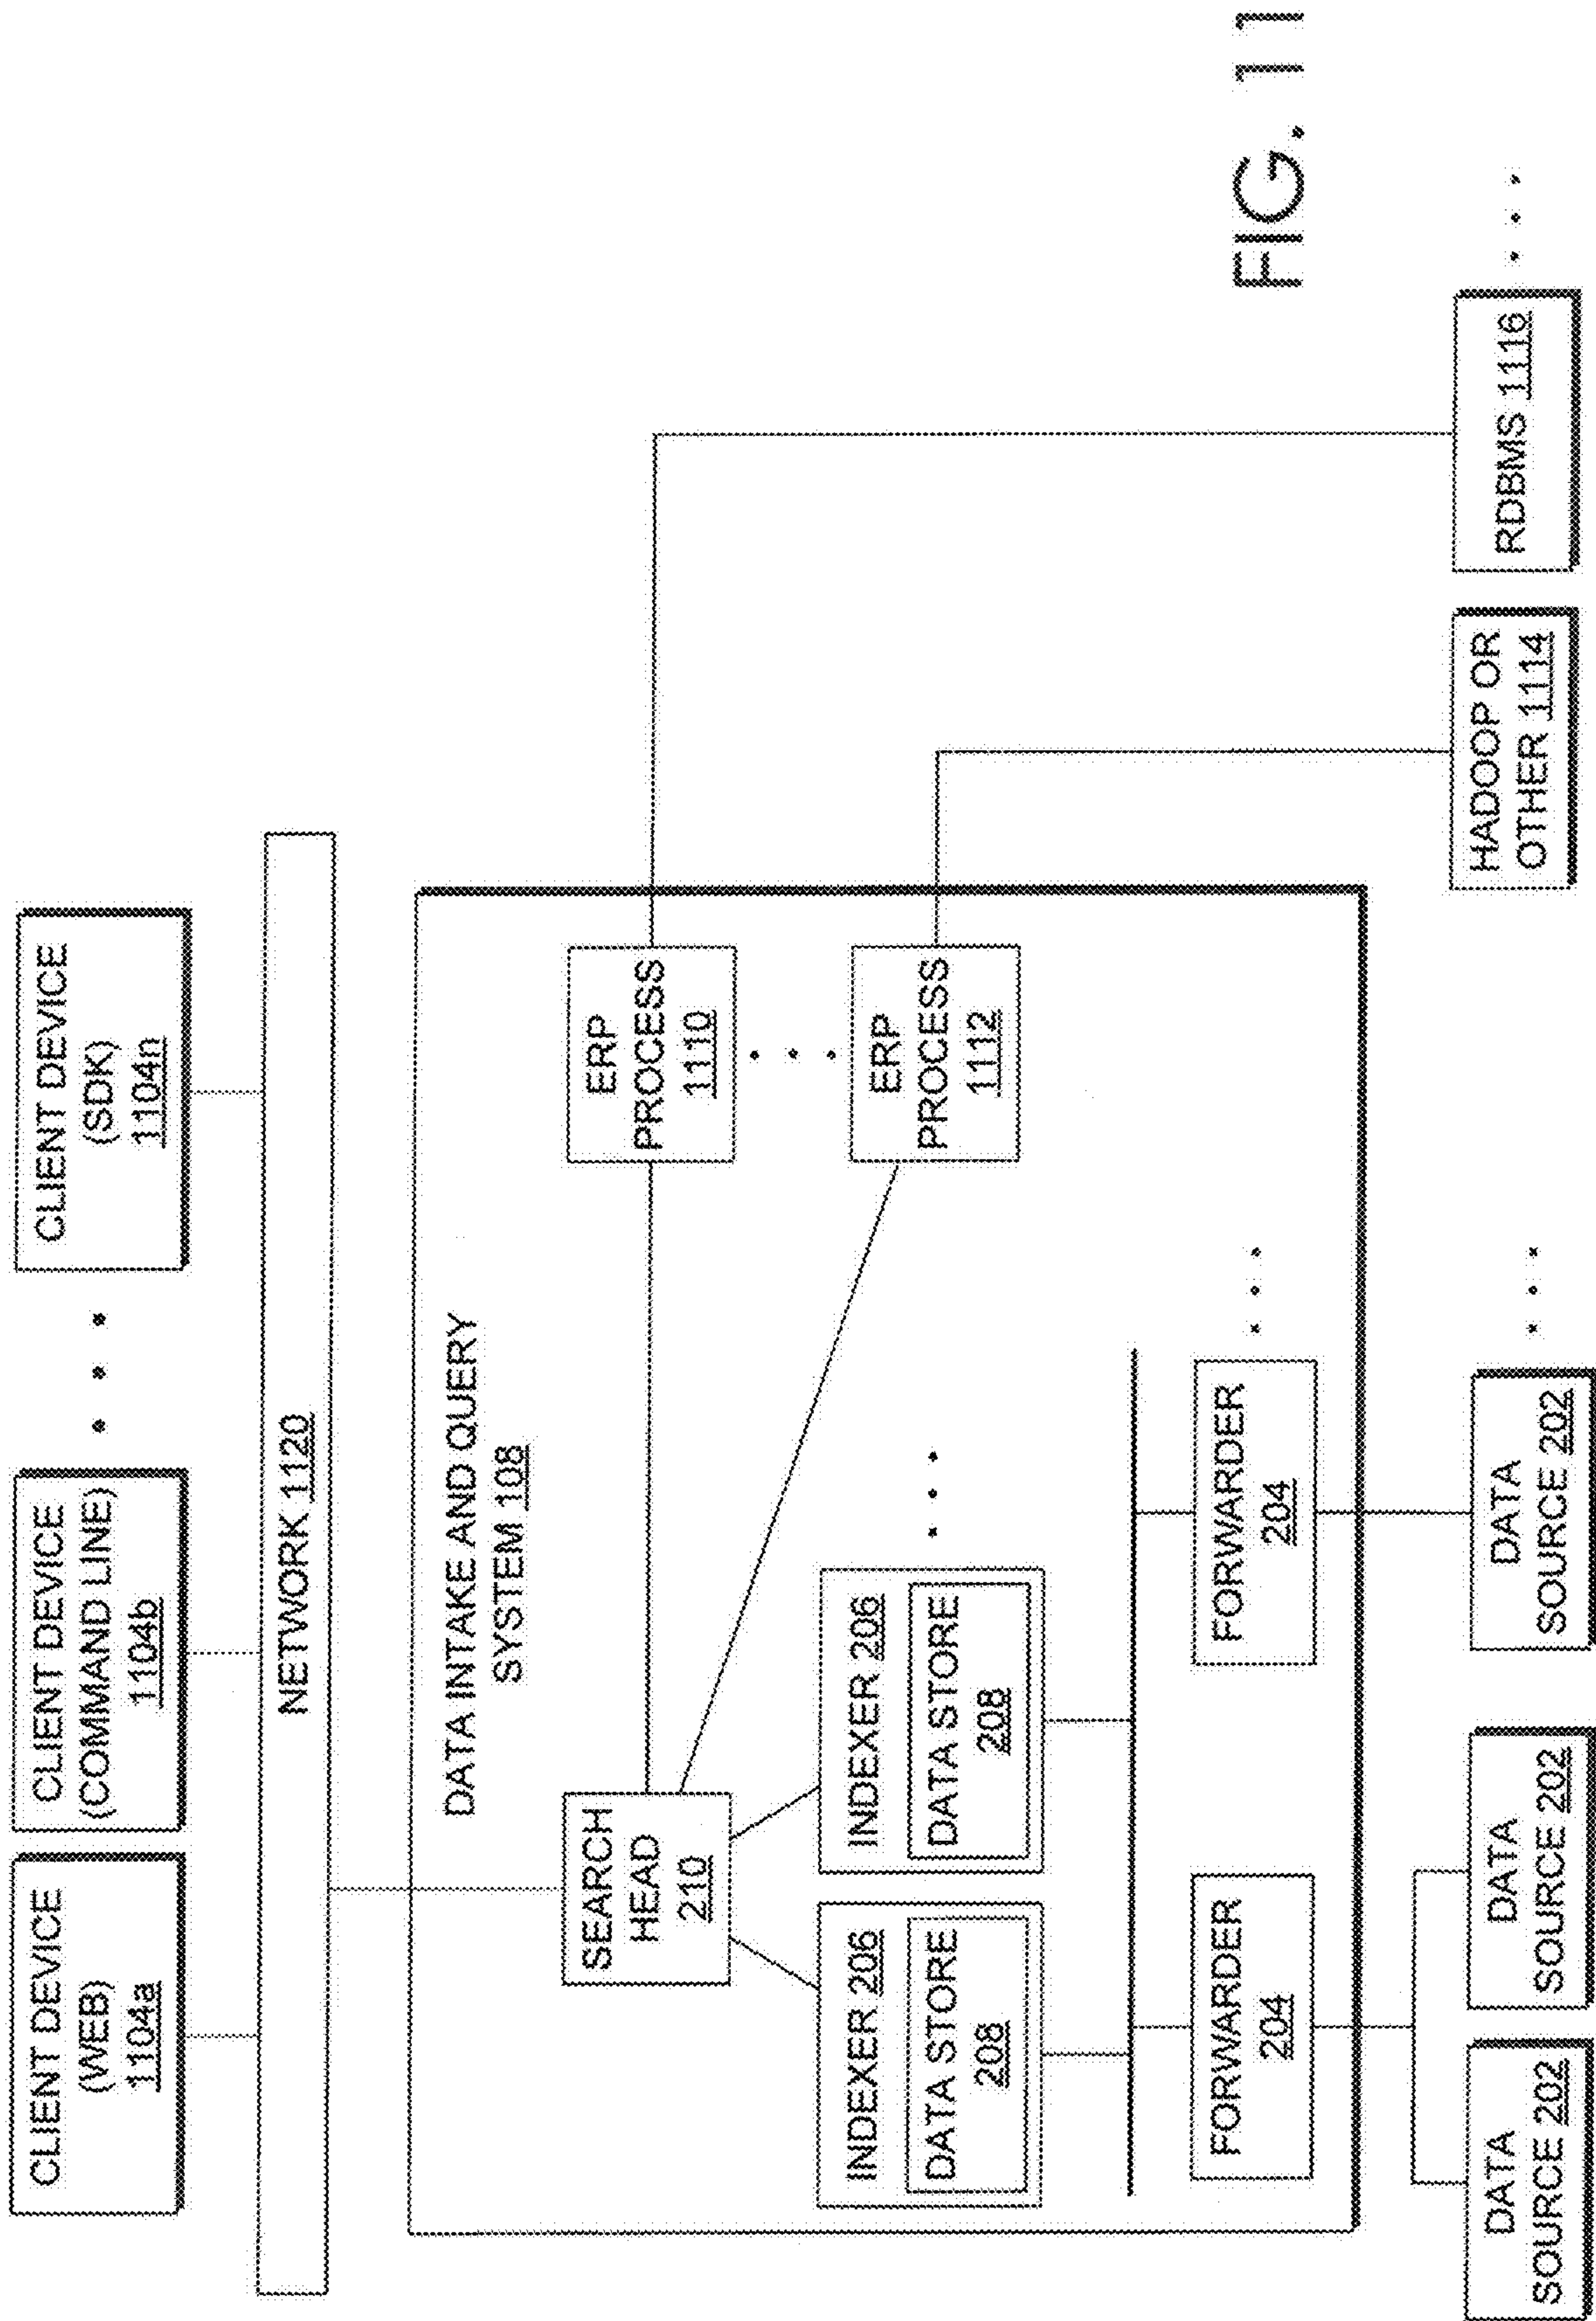 CLIENT DEVICE
(WEB)
1104a
CLIENT DEVICE
(COMMAND LINE)
1104b
CLIENT DEVICE
(SDK)
1104n
NETWORK 1120
DATA INTAKE AND QUERY
SYSTEM 108
SEARCH
HEAD
210
ERP
PROCESS
1110
INDEXER 206
DATA STORE
208
INDEXER 206
DATA STORE
208
ERP
PROCESS
1112
FORWARDER
204
FORWARDER
204
DATA
SOURCE 202
DATA
SOURCE 202
DATA
SOURCE 202
HADOOP OR
OTHER 1114
RDBMS 1116
FIG. 11